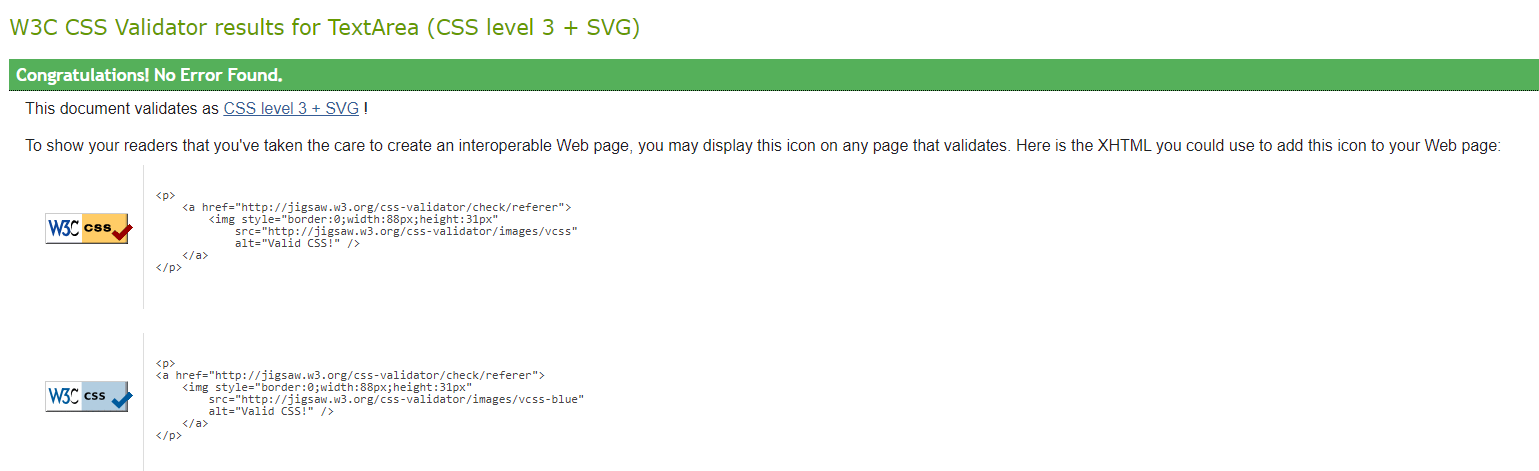 W3C CSS Validator results for TextArea (CSS level 3 + SVG)
Congratulations! No Error Found.
This document validates as CSS level 3 + SVG !
To show your readers that you've taken the care to create an interoperable Web page, you may display this icon on any page that validates. Here is the XHTML you could use to add this icon to your Web page:
W3C css
<p>
<a href="http://jigsaw.w3.org/css-validator/check/referer">
<img style="border:0;width:88px;height:31px"
src="http://jigsaw.w3.org/css-validator/images/vcss"
alt="Valid CSS!" />
</a>
</p>
W3C css
<p>
<a href="http://jigsaw.w3.org/css-validator/check/referer">
<img style="border:0;width:88px;height:31px"
src="http://jigsaw.w3.org/css-validator/images/vcss-blue"
alt="Valid CSS!" />
</a>
</p>